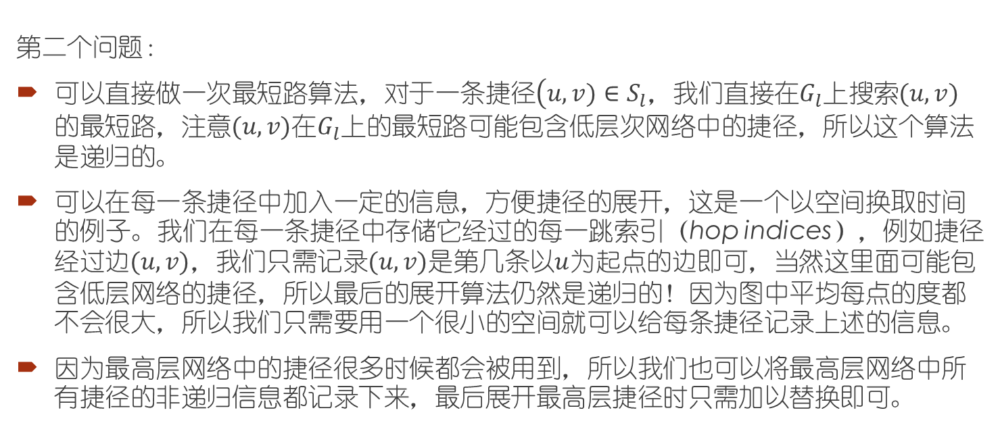 第二个问题：
可以直接做一次最短路算法，对于一条捷径(u, v) ∈ Sₗ，我们直接在Gₗ上搜索(u, v)
的最短路，注意(u, v)在Gₗ上的最短路可能包含低层次网络中的捷径，所以这个算法
是递归的。
可以在每一条捷径中加入一定的信息，方便捷径的展开，这是一个以空间换取时间
的例子。我们在每一条捷径中存储它经过的每一跳索引（hop indices），例如捷径
经过边(u, v)，我们只需记录(u, v)是第几条以u为起点的边即可，当然这里面可能包
含低层网络的捷径，所以最后的展开算法仍然是递归的！因为图中平均每点的度都
不会很大，所以我们只需要用一个很小的空间就可以给每条捷径记录上述的信息。
因为最高层网络中的捷径很多时候都会被用到，所以我们也可以将最高层网络中所
有捷径的非递归信息都记录下来，最后展开最高层捷径时只需加以替换即可。